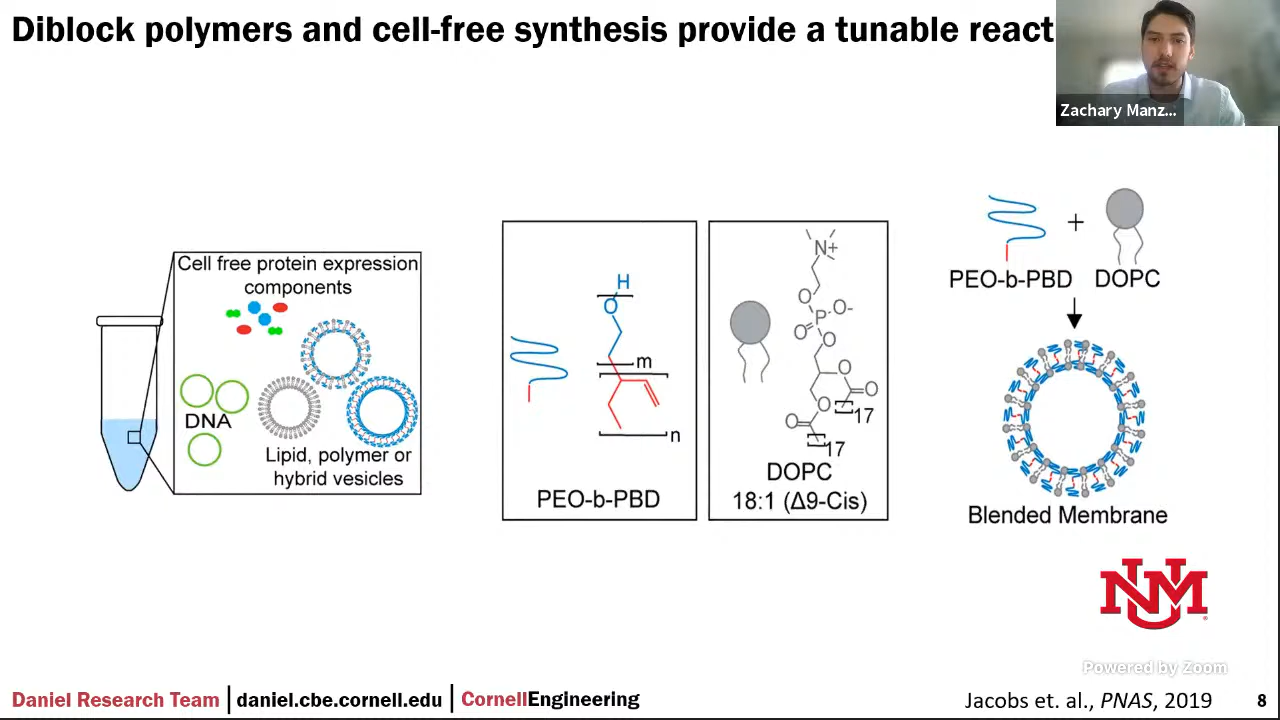 Diblock polymers and cell-free synthesis provide a tunable react
Zachary Manz...
Cell free protein expression
components
DNA
Lipid, polymer or
hybrid vesicles
H
O
m
n
PEO-b-PBD
N+
O
P
O-
O
O
O
O
O
O
17
17
DOPC
18:1 (Δ9-Cis)
+
PEO-b-PBD DOPC
Blended Membrane
UNM
Powered by Zoom
Daniel Research Team | daniel.cbe.cornell.edu | CornellEngineering
Jacobs et. al., PNAS, 2019
8